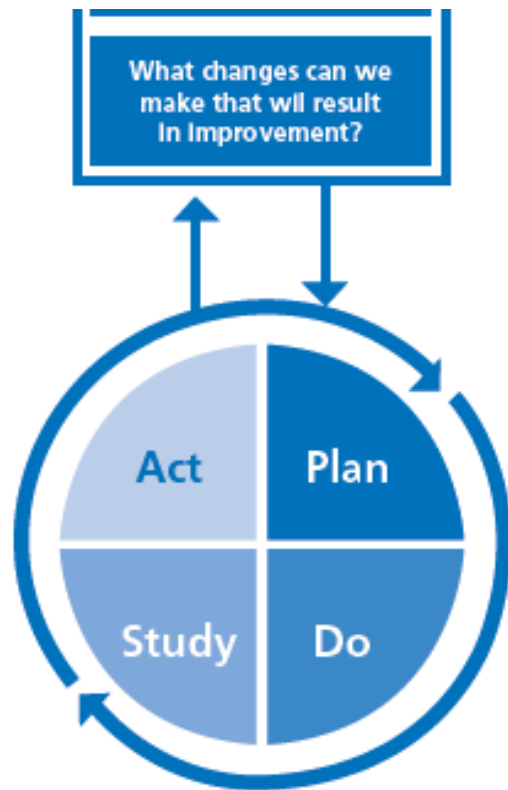 What changes can we
make that wil result
in improvement?
Act
Plan
Study
Do